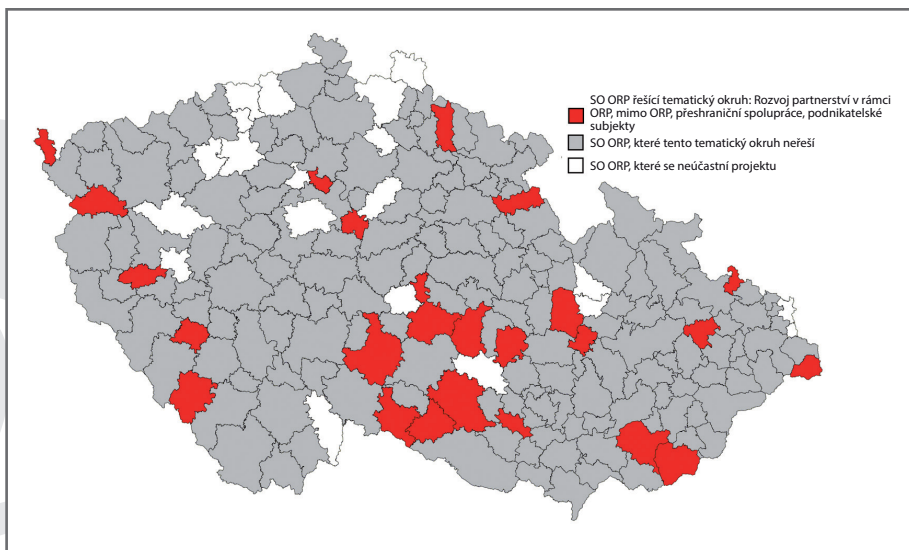 SO ORP řešící tematický okruh: Rozvoj partnerství v rámci
ORP, mimo ORP, přeshraniční spolupráce, podnikatelské
subjekty
SO ORP, které tento tematický okruh neřeší
SO ORP, které se neúčastní projektu